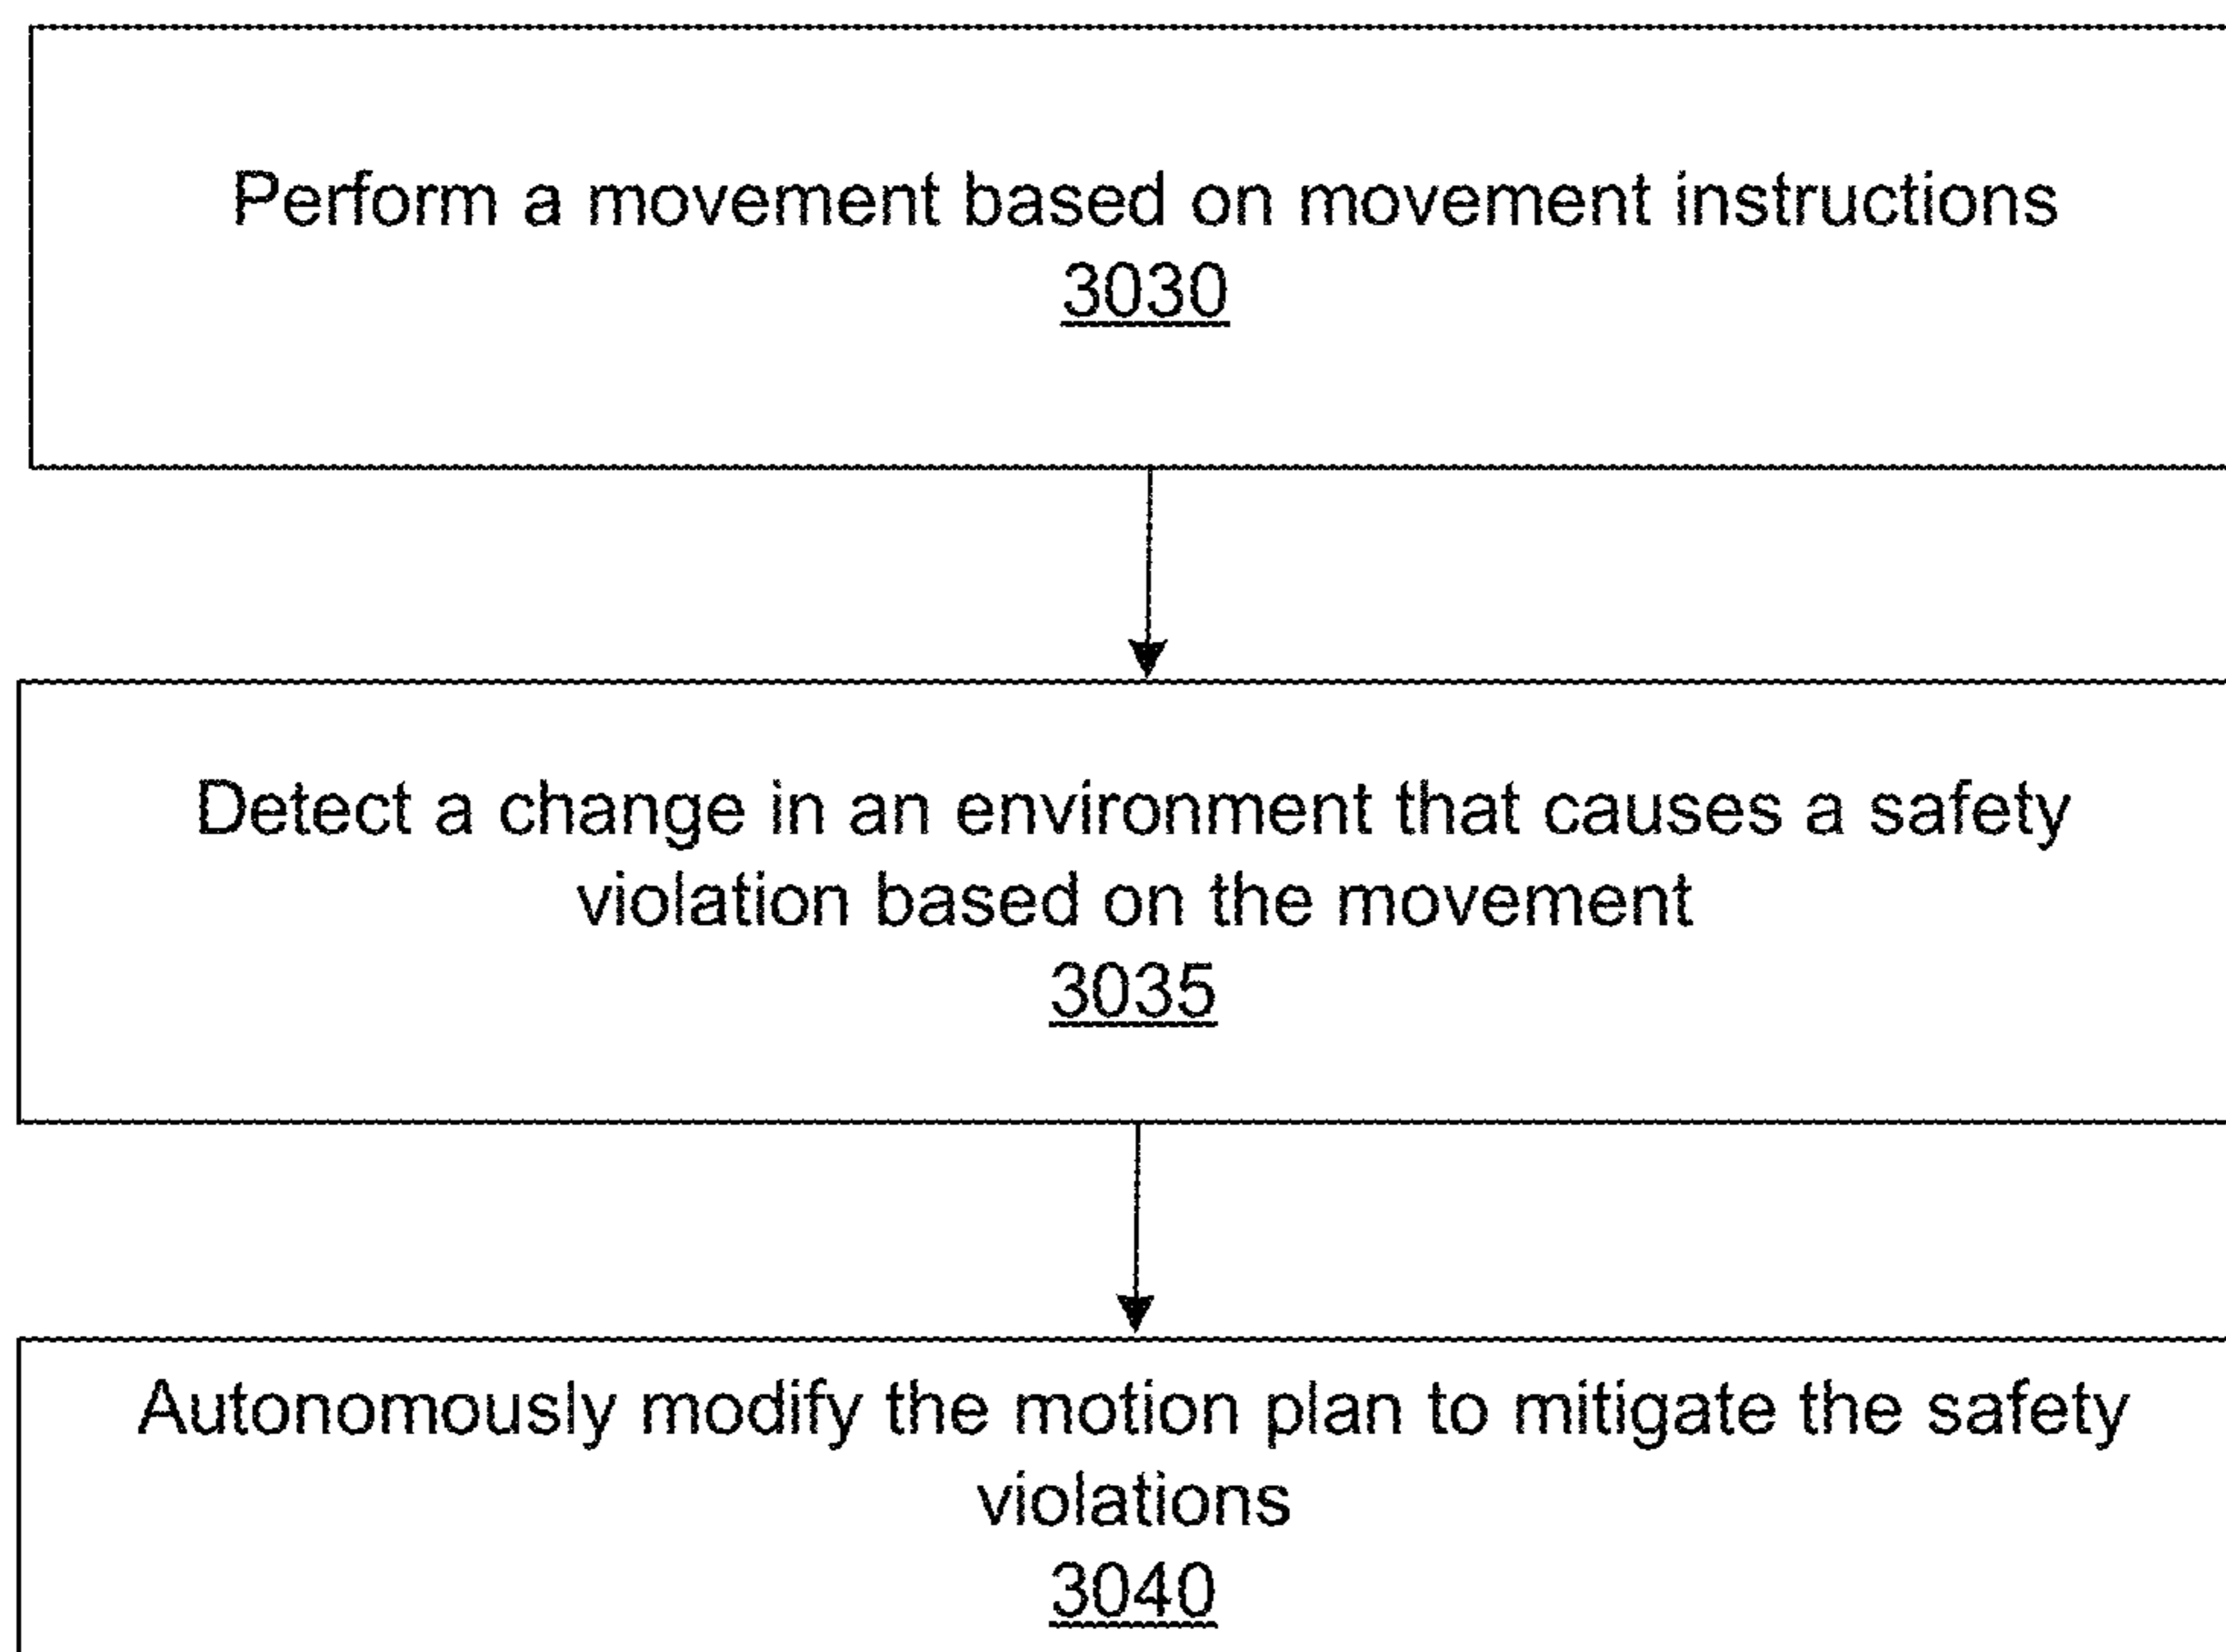 Perform a movement based on movement instructions
3030
Detect a change in an environment that causes a safety
violation based on the movement
3035
Autonomously modify the motion plan to mitigate the safety
violations
3040